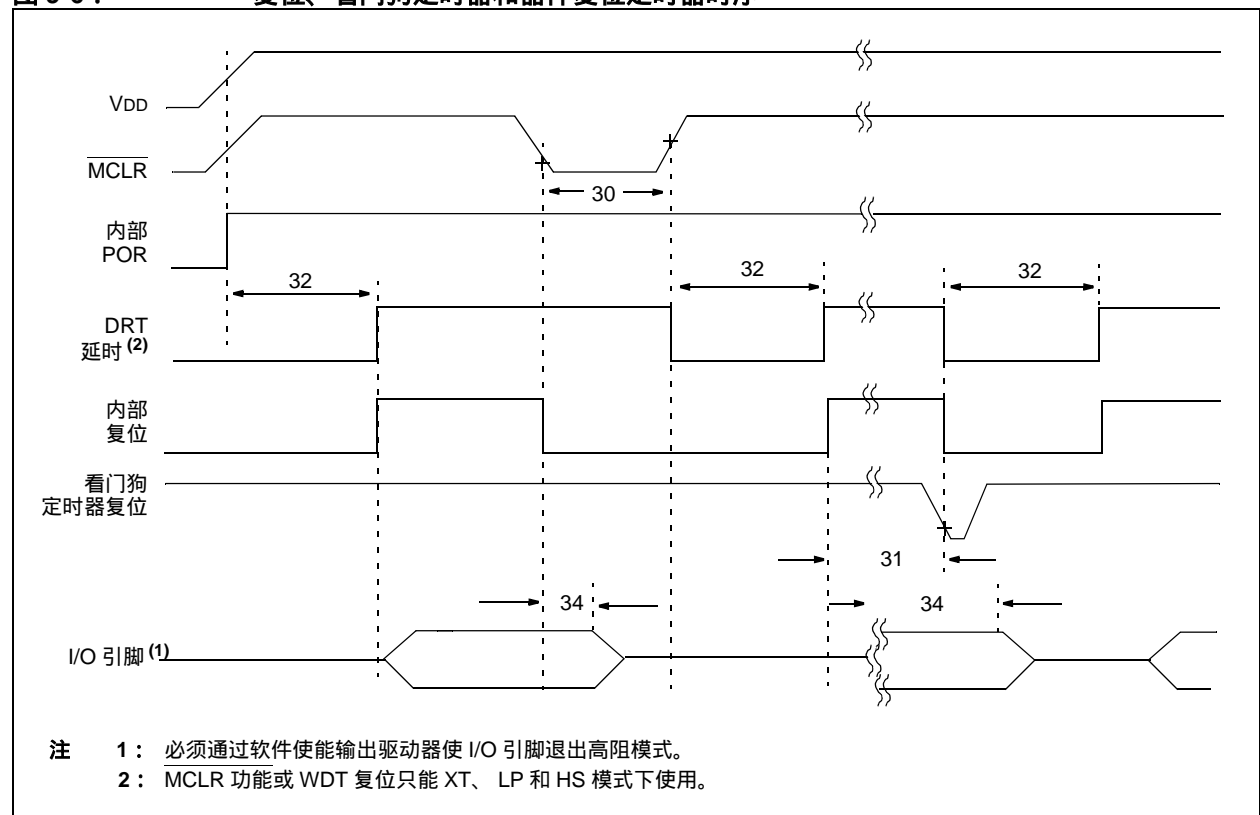 VDD
MCLR
30
内部
POR
32
32
32
DRT
延时 (2)
内部
复位
看门狗
定时器复位
31
34
34
I/O 引脚 (1)
注 1： 必须通过软件使能输出驱动器使 I/O 引脚退出高阻模式。
2： MCLR 功能或 WDT 复位只能 XT、 LP 和 HS 模式下使用。